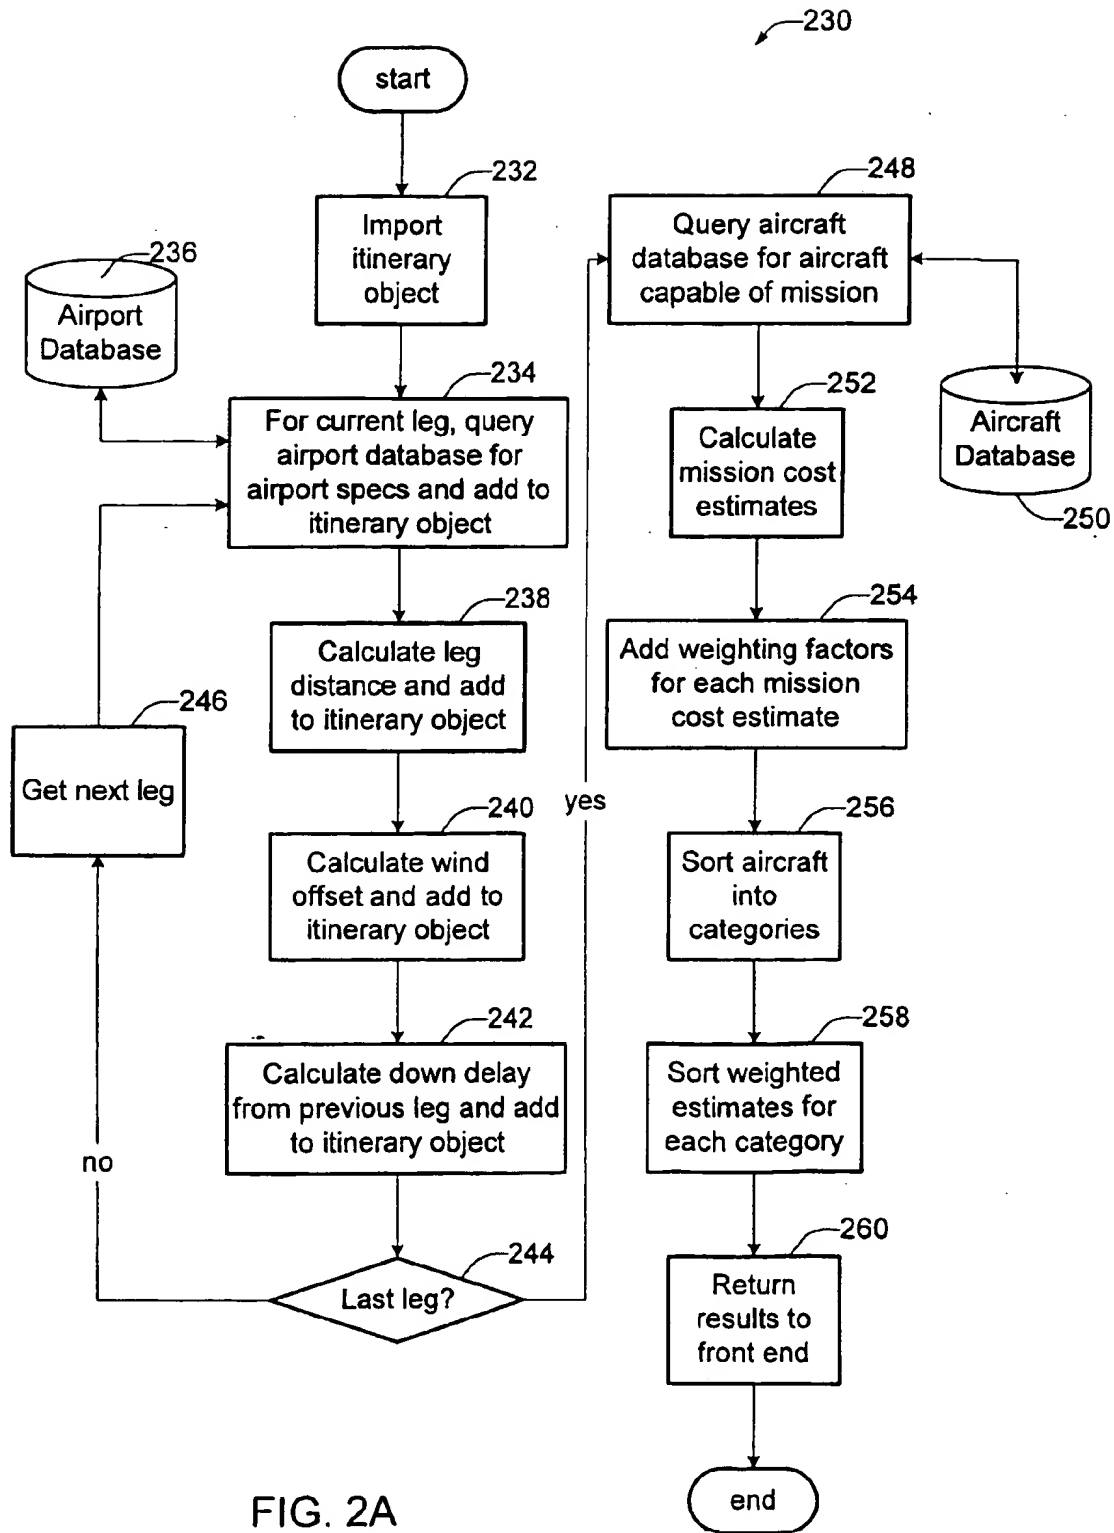 230
start
232
Import
itinerary
object
236
Airport
Database
234
For current leg, query
airport database for
airport specs and add to
itinerary object
238
Calculate leg
distance and add
to itinerary object
246
Get next leg
240
Calculate wind
offset and add to
itinerary object
242
Calculate down delay
from previous leg and add
to itinerary object
no
244
Last leg?
yes
248
Query aircraft
database for aircraft
capable of mission
Aircraft
Database
250
252
Calculate
mission cost
estimates
254
Add weighting factors
for each mission
cost estimate
256
Sort aircraft
into
categories
258
Sort weighted
estimates for
each category
260
Return
results to
front end
end
FIG. 2A